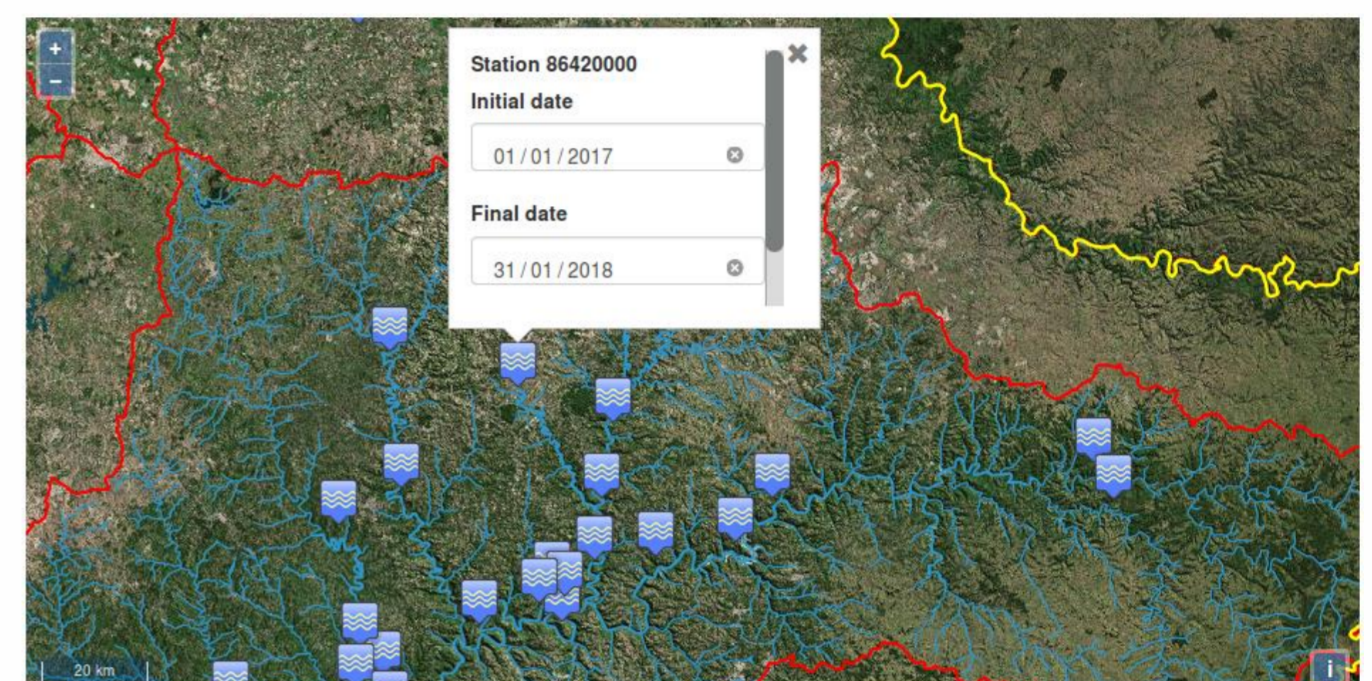 +
−
Station 86420000
Initial date
01 / 01 / 2017
Final date
31 / 01 / 2018
20 km
i